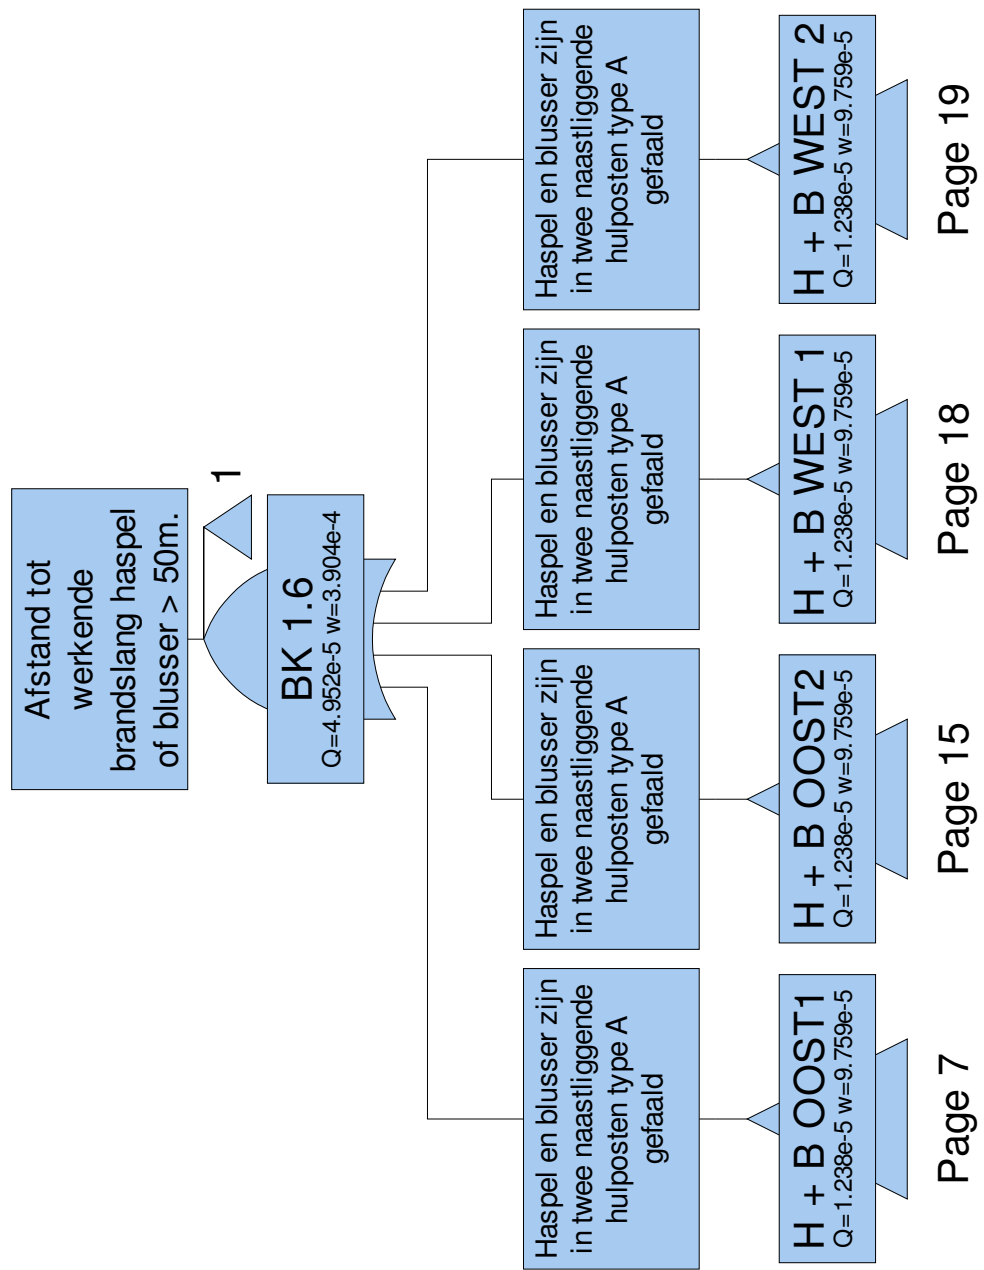 Afstand tot
werkende
brandslang haspel
of blusser > 50m.
1
BK 1.6
Q=4.952e-5 w=3.904e-4
Haspel en blusser zijn
in twee naastliggende
hulposten type A
gefaald
H + B OOST1
Q=1.238e-5 w=9.759e-5
Page 7
Haspel en blusser zijn
in twee naastliggende
hulposten type A
gefaald
H + B OOST2
Q=1.238e-5 w=9.759e-5
Page 15
Haspel en blusser zijn
in twee naastliggende
hulposten type A
gefaald
H + B WEST 1
Q=1.238e-5 w=9.759e-5
Page 18
Haspel en blusser zijn
in twee naastliggende
hulposten type A
gefaald
H + B WEST 2
Q=1.238e-5 w=9.759e-5
Page 19